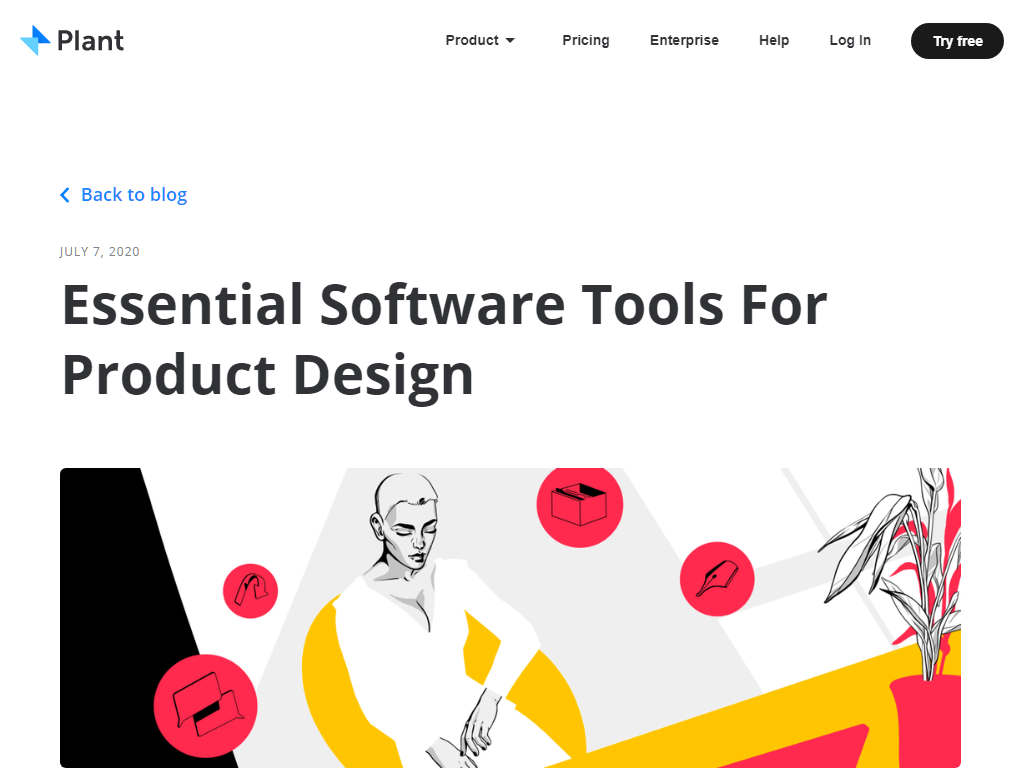 Plant
Product
Pricing
Enterprise
Help
Log In
Try free
Back to blog
JULY 7, 2020
Essential Software Tools For
Product Design